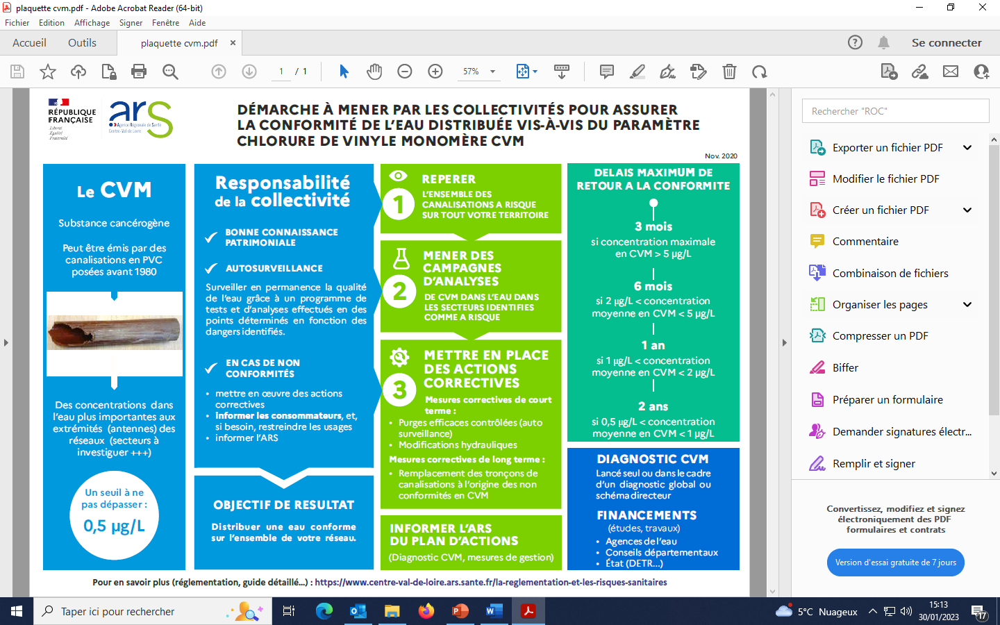 plaquette cvm.pdf - Adobe Acrobat Reader (64-bit)
Fichier Edition Affichage Signer Fenêtre Aide
Accueil Outils plaquette cvm.pdf × Se connecter
1 / 1 57%
RÉPUBLIQUE
FRANÇAISE
Liberté
Égalité
Fraternité
ars
Agence Régionale de Santé
Centre-Val de Loire
DÉMARCHE À MENER PAR LES COLLECTIVITÉS POUR ASSURER
LA CONFORMITÉ DE L'EAU DISTRIBUÉE VIS-À-VIS DU PARAMÈTRE
CHLORURE DE VINYLE MONOMÈRE CVM
Nov. 2020
Le CVM
Substance cancérogène
Peut être émis par des
canalisations en PVC
posées avant 1980
Des concentrations dans
l'eau plus importantes aux
extrémités (antennes) des
réseaux (secteurs à
investiguer +++)
Un seuil à ne
pas dépasser :
0,5 µg/L
Responsabilité
de la collectivité
BONNE CONNAISSANCE
PATRIMONIALE
AUTOSURVEILLANCE
Surveiller en permanence la qualité
de l'eau grâce à un programme de
tests et d'analyses effectués en des
points déterminés en fonction des
dangers identifiés.
EN CAS DE NON
CONFORMITÉS
• mettre en œuvre des actions
correctives
• informer les consommateurs, et,
si besoin, restreindre les usages
• informer l'ARS
OBJECTIF DE RESULTAT
Distribuer une eau conforme
sur l'ensemble de votre réseau.
1
REPERER
L'ENSEMBLE DES
CANALISATIONS A RISQUE
SUR TOUT VOTRE TERRITOIRE
2
MENER DES
CAMPAGNES
D'ANALYSES
DE CVM DANS L'EAU DANS
LES SECTEURS IDENTIFIES
COMME A RISQUE
3
METTRE EN PLACE
DES ACTIONS
CORRECTIVES
Mesures correctives de court
terme :
• Purges efficaces contrôlées (auto
surveillance)
• Modifications hydrauliques
Mesures correctives de long terme :
• Remplacement des tronçons de
canalisations à l'origine des non
conformités en CVM
INFORMER L'ARS
DU PLAN D'ACTIONS
(Diagnostic CVM, mesures de gestion)
DELAIS MAXIMUM DE
RETOUR A LA CONFORMITE
3 mois
si concentration maximale
en CVM > 5 µg/L
6 mois
si 2 µg/L < concentration
moyenne en CVM < 5 µg/L
1 an
si 1 µg/L < concentration
moyenne en CVM < 2 µg/L
2 ans
si 0,5 µg/L < concentration
moyenne en CVM < 1 µg/L
DIAGNOSTIC CVM
Lancé seul ou dans le cadre
d'un diagnostic global ou
schéma directeur
FINANCEMENTS
(études, travaux)
• Agences de l'eau
• Conseils départementaux
• État (DETR...)
Pour en savoir plus (réglementation, guide détaillé...) : https://www.centre-val-de-loire.ars.sante.fr/la-reglementation-et-les-risques-sanitaires
Rechercher "ROC"
Exporter un fichier PDF
Modifier le fichier PDF
Créer un fichier PDF
Commentaire
Combinaison de fichiers
Organiser les pages
Compresser un PDF
Biffer
Préparer un formulaire
Demander signatures électr...
Remplir et signer
Convertissez, modifiez et signez
électroniquement des PDF
formulaires et contrats
Version d'essai gratuite de 7 jours
Taper ici pour rechercher
5°C Nuageux
15:13
30/01/2023
17